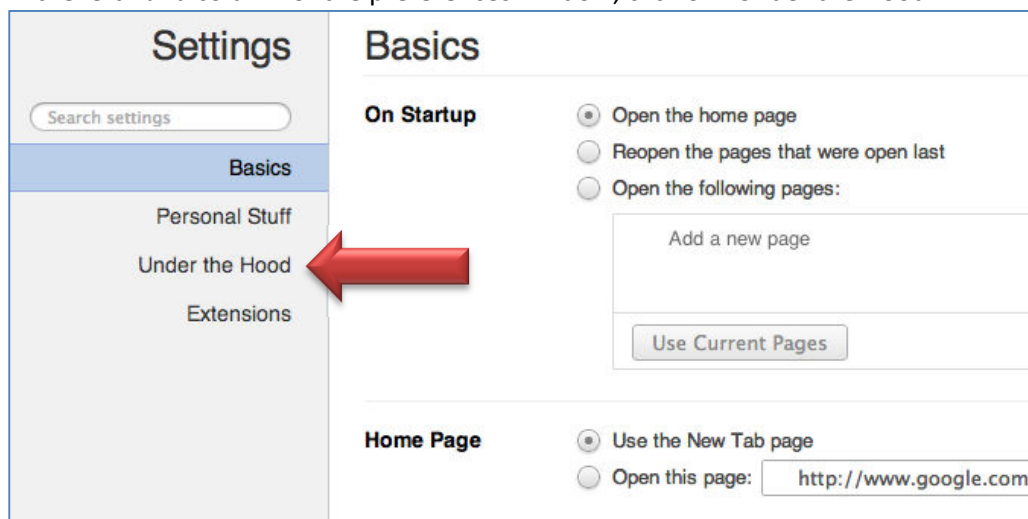 Settings
Search settings
Basics
Personal Stuff
Under the Hood
Extensions
Basics
On Startup
Open the home page
Reopen the pages that were open last
Open the following pages:
Add a new page
Use Current Pages
Home Page
Use the New Tab page
Open this page: http://www.google.com